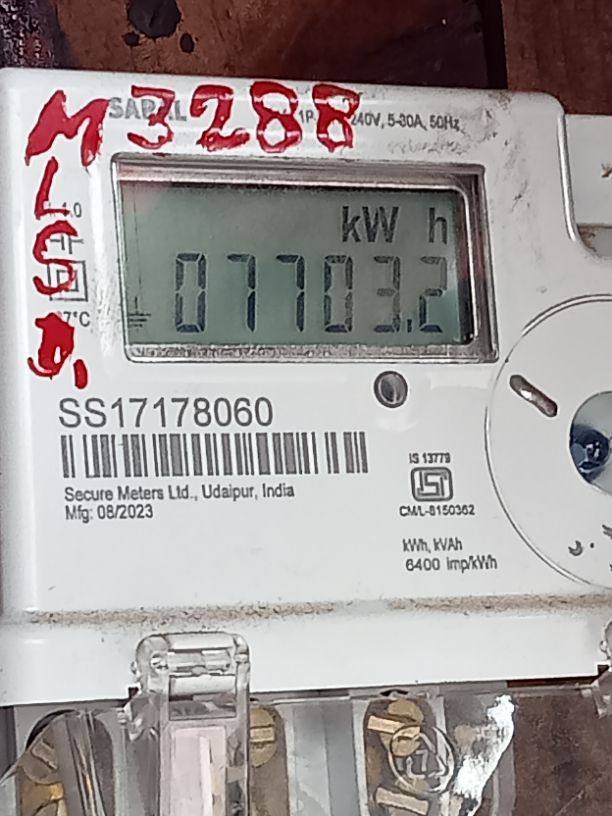 M 3288
240V, 5-30A, 50Hz
kW h
07703.2
SS17178060
Secure Meters Ltd., Udaipur, India
Mfg: 08/2023
IS 13779
ISI
CM/L-8150362
kWh, kVAh
6400 imp/kWh